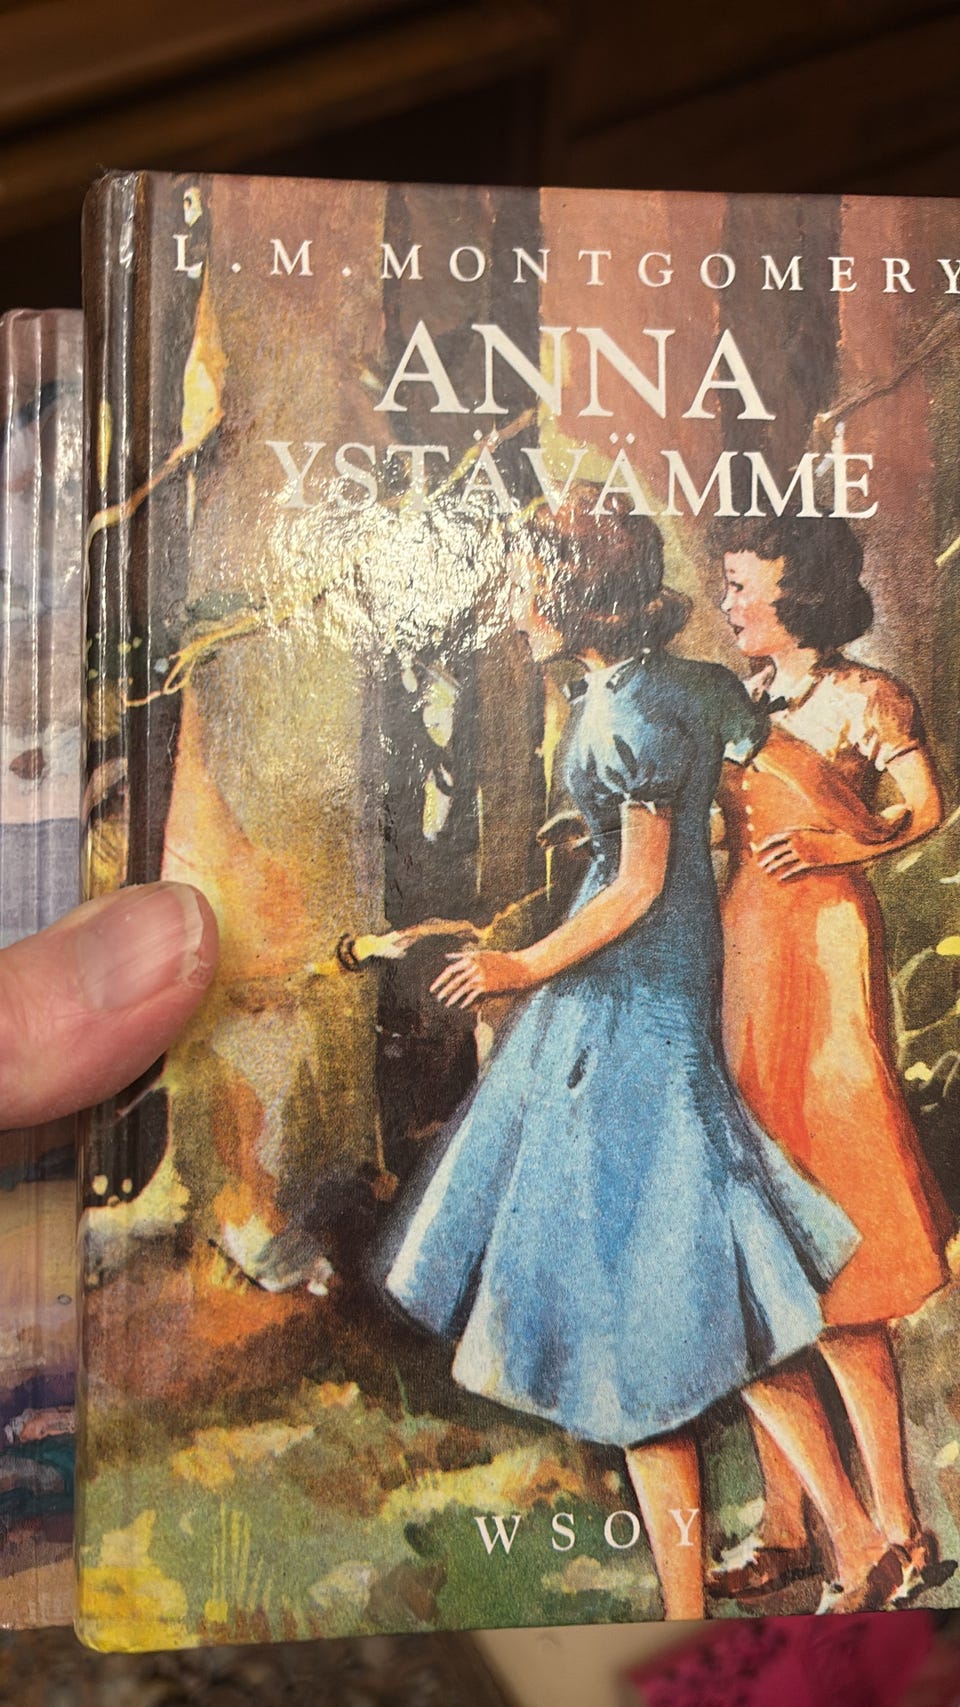 L. M. MONTGOMERY
ANNA
YSTÄVÄMME
WSOY